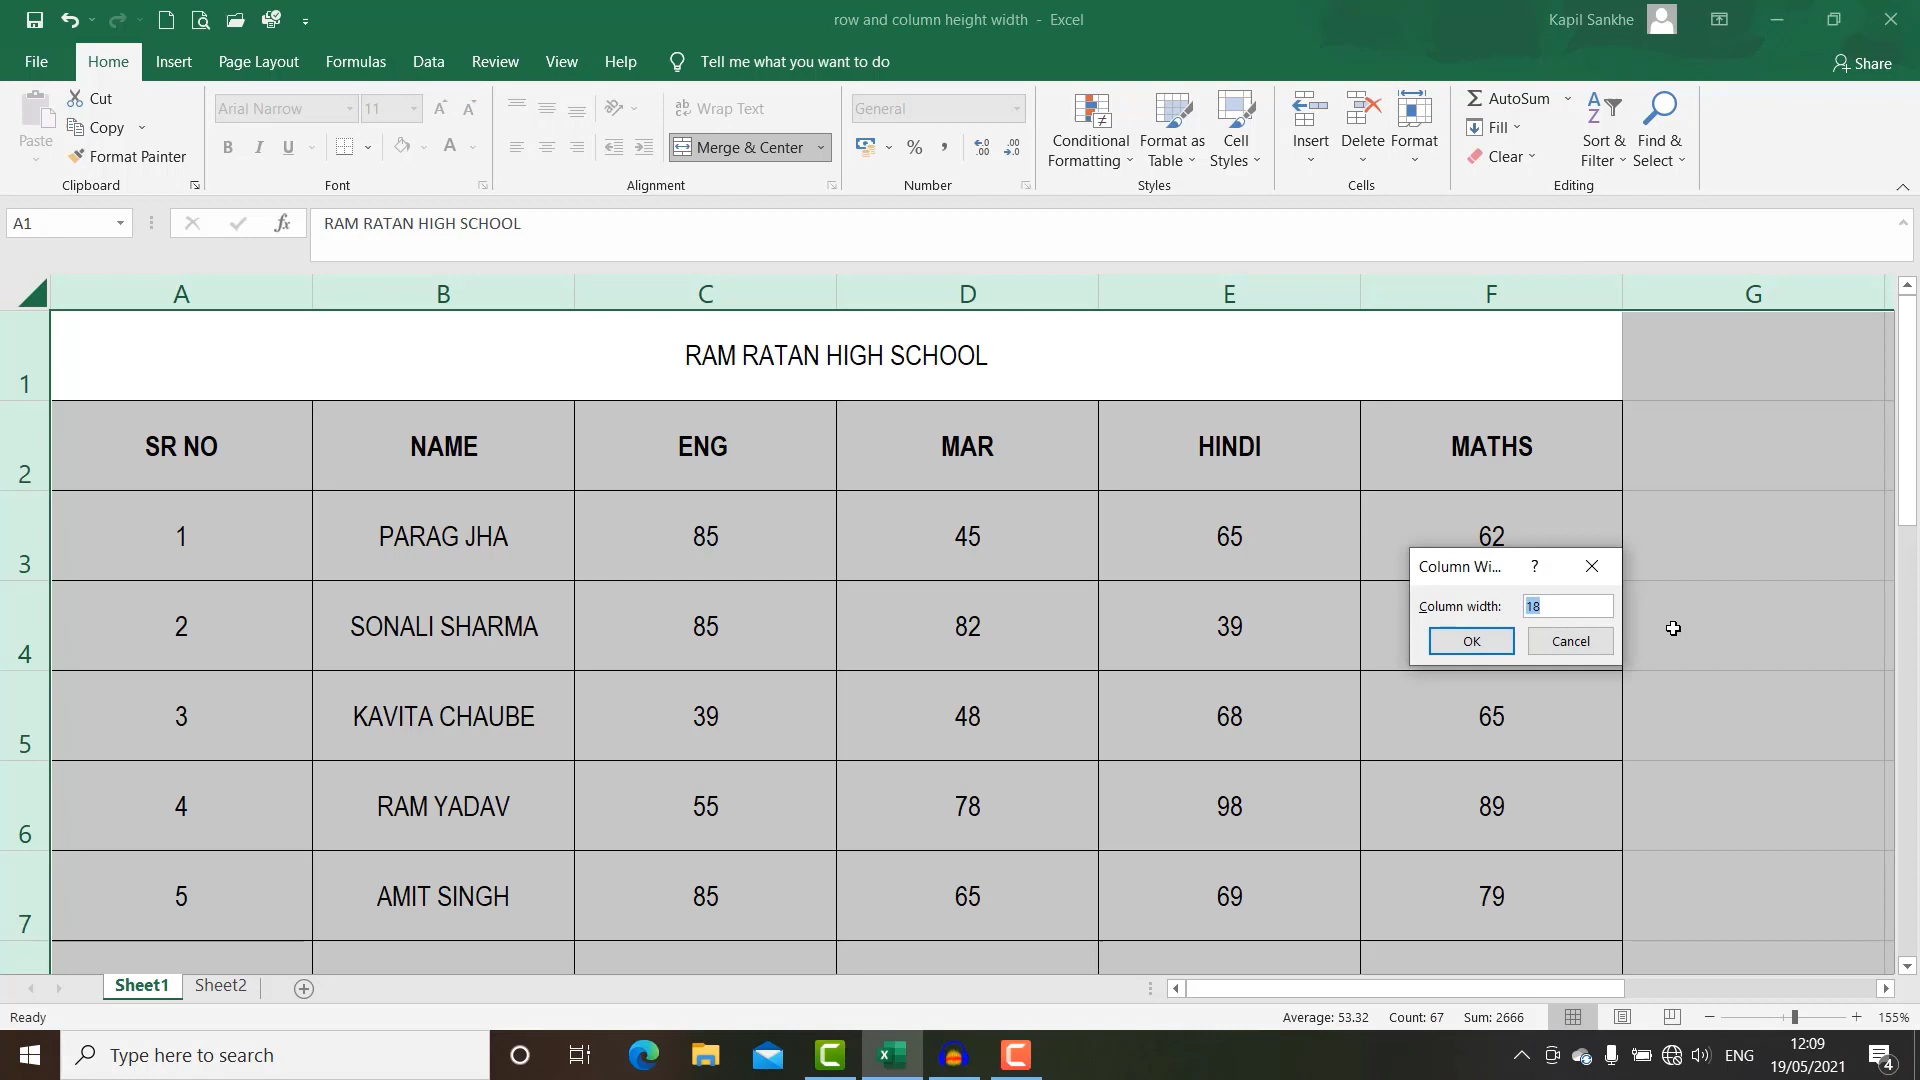 row and column height width - Excel
Kapil Sankhe
File Home Insert Page Layout Formulas Data Review View Help Tell me what you want to do
Share
Paste
Cut
Copy
Format Painter
Clipboard
Arial Narrow 11
B I U
Font
Wrap Text
Merge & Center
Alignment
General
%
Number
Conditional Formatting
Format as Table
Cell Styles
Styles
Insert Delete Format
Cells
AutoSum
Fill
Clear
Sort & Filter
Find & Select
Editing
A1
fx
RAM RATAN HIGH SCHOOL
A B C D E F G
1 RAM RATAN HIGH SCHOOL
2 SR NO NAME ENG MAR HINDI MATHS
3 1 PARAG JHA 85 45 65 62
4 2 SONALI SHARMA 85 82 39
5 3 KAVITA CHAUBE 39 48 68 65
6 4 RAM YADAV 55 78 98 89
7 5 AMIT SINGH 85 65 69 79
Column Wi... ?
Column width: 18
OK Cancel
Sheet1 Sheet2
Ready
Average: 53.32 Count: 67 Sum: 2666
155%
Type here to search
ENG
12:09
19/05/2021
4